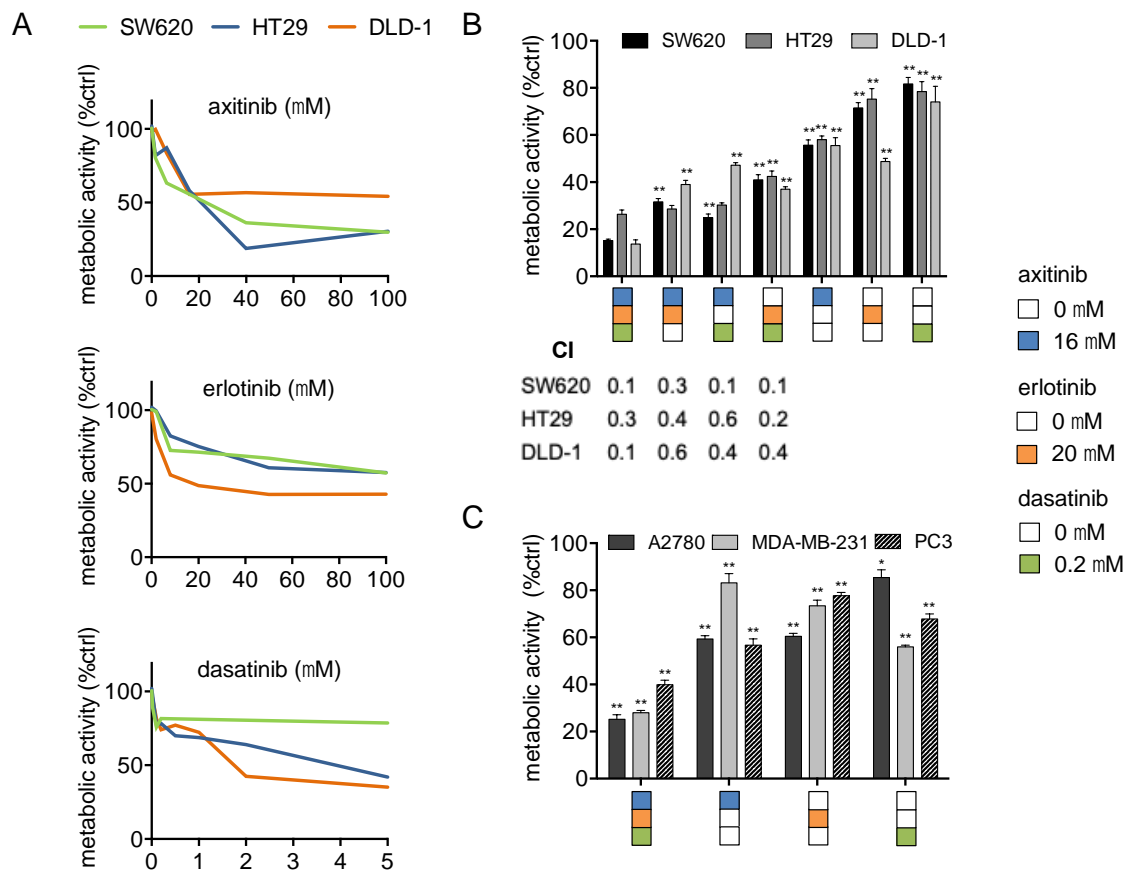 A
SW620 HT29 DLD-1
axitinib (mM)
metabolic activity (%ctrl)
100
50
0
0 20 40 60 80 100
erlotinib (mM)
metabolic activity (%ctrl)
100
50
0
0 20 40 60 80 100
dasatinib (mM)
metabolic activity (%ctrl)
100
50
0
0 1 2 3 4 5
B
SW620 HT29 DLD-1
metabolic activity (%ctrl)
100
80
60
40
20
0
** ** ** ** ** ** ** ** ** ** ** ** ** ** ** ** **
CI
SW620 0.1 0.3 0.1 0.1
HT29 0.3 0.4 0.6 0.2
DLD-1 0.1 0.6 0.4 0.4
C
A2780 MDA-MB-231 PC3
metabolic activity (%ctrl)
100
80
60
40
20
0
** ** ** ** ** ** ** ** ** * ** **
axitinib
0 mM
16 mM
erlotinib
0 mM
20 mM
dasatinib
0 mM
0.2 mM